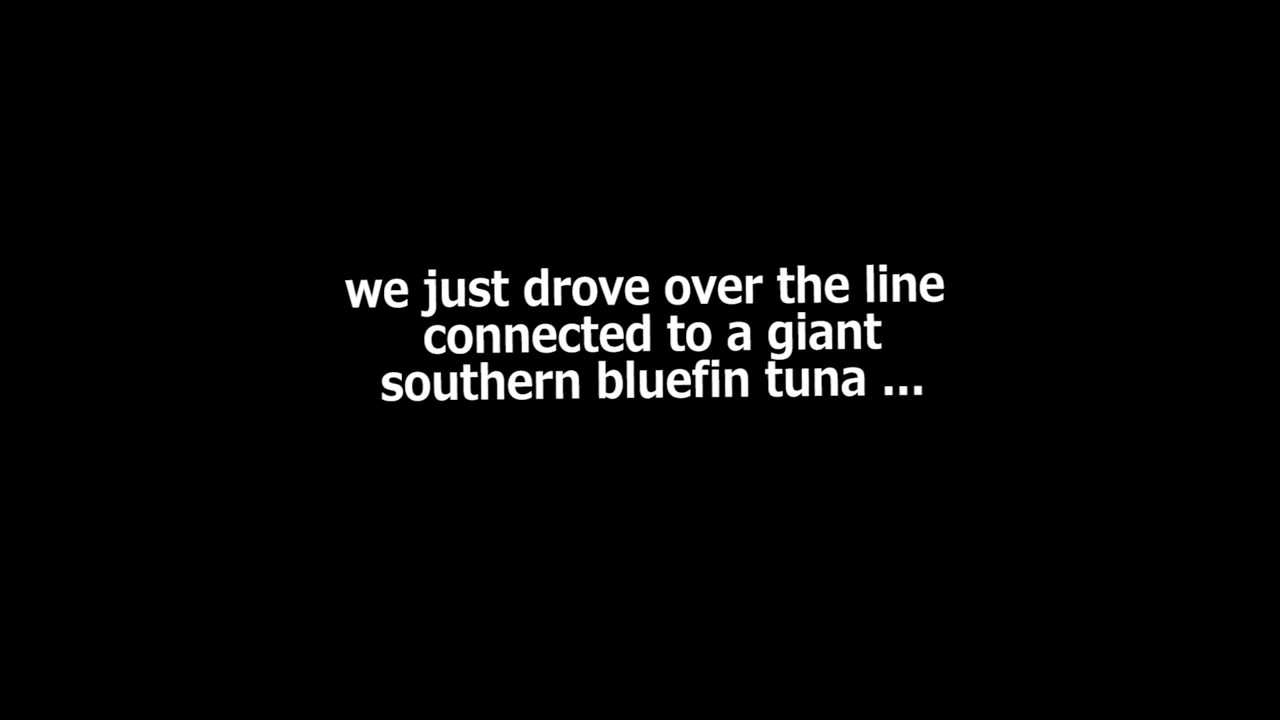 we just drove over the line
connected to a giant
southern bluefin tuna ...